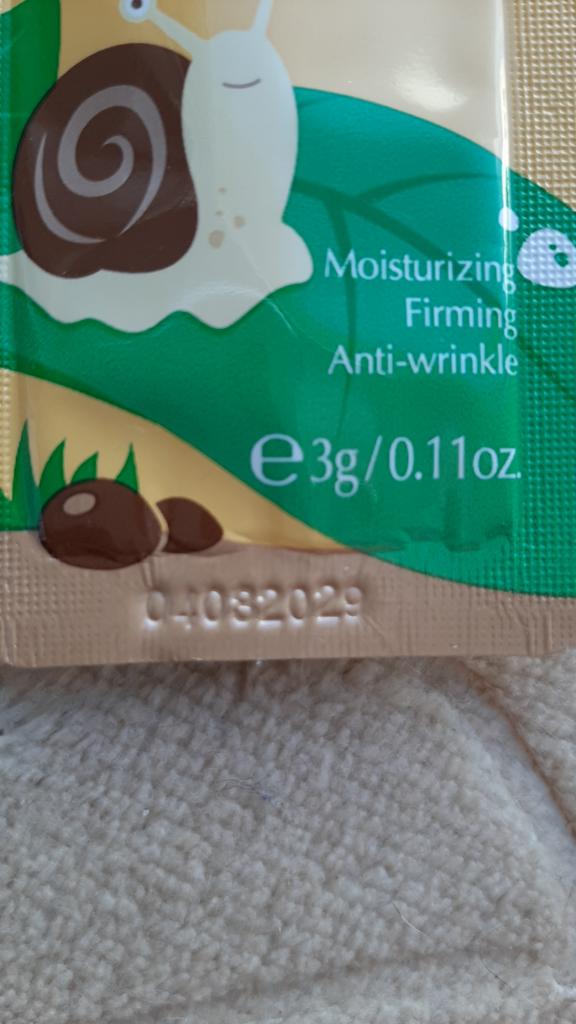 Moisturizing
Firming
Anti-wrinkle
℮3g/0.11oz.
04082029